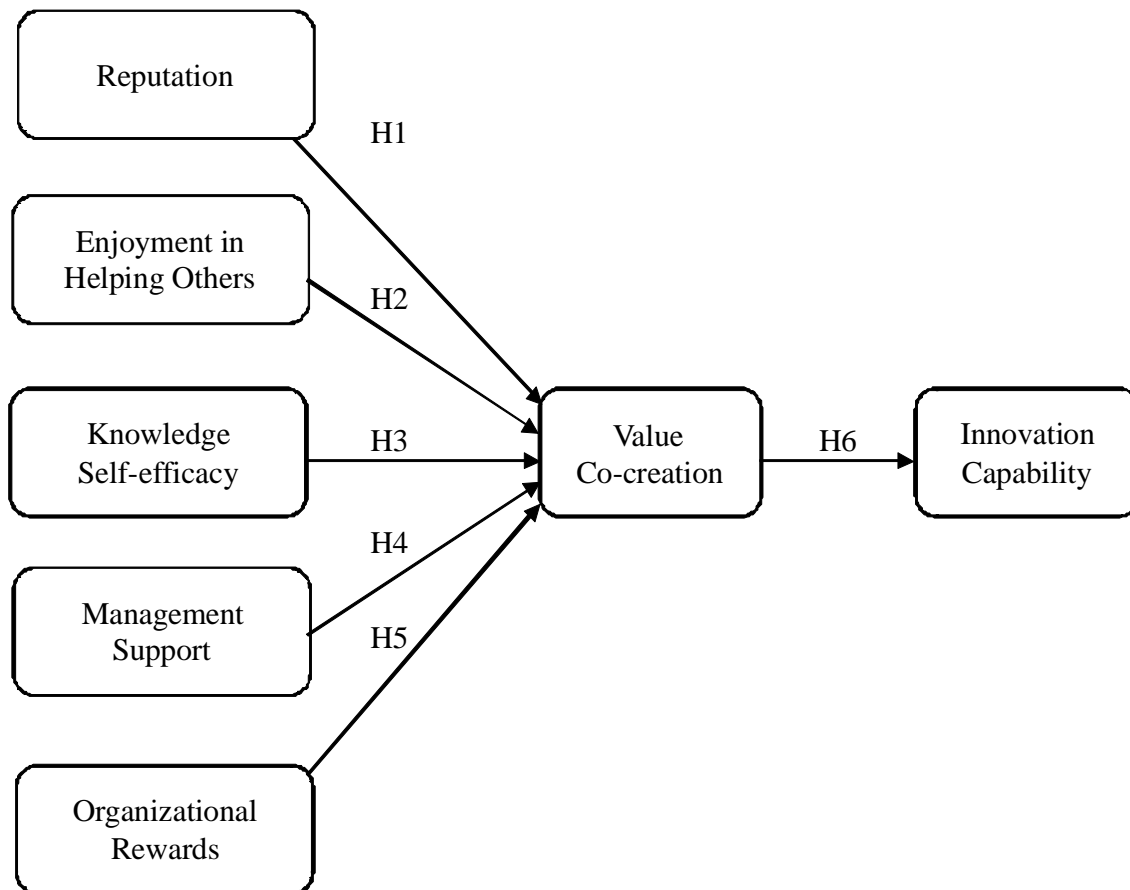 Reputation
H1
Enjoyment in
Helping Others
H2
Knowledge
Self-efficacy
H3
Value
Co-creation
H6
Innovation
Capability
H4
Management
Support
H5
Organizational
Rewards